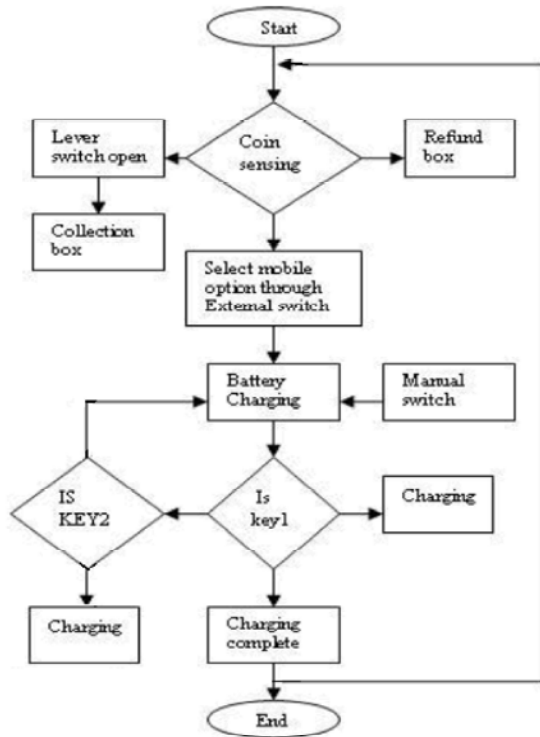 Start
Lever
switch open
Coin
sensing
Refund
box
Collection
box
Select mobile
option through
External switch
Battery
Charging
Manual
switch
IS
KEY2
Is
key1
Charging
Charging
Charging
complete
End